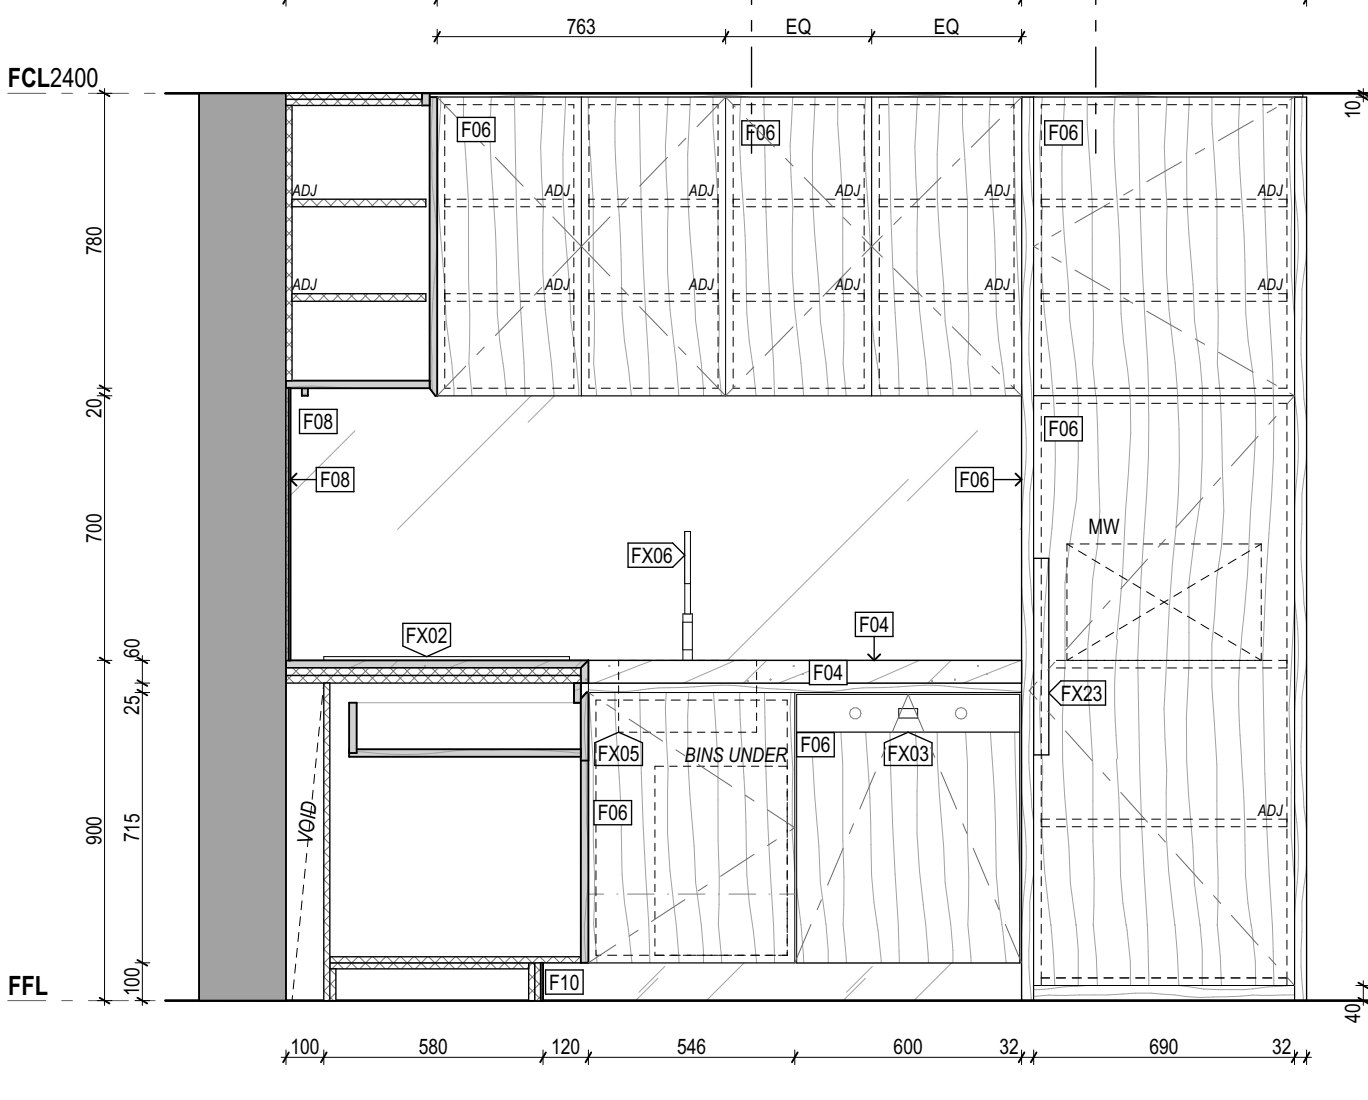 763 EQ EQ
FCL2400
10
F06 F06 F06
ADJ ADJ ADJ ADJ ADJ ADJ
780
ADJ ADJ ADJ ADJ ADJ ADJ
20
F08 F06
F08 F06
700
MW
FX06
60
FX02 F04
F04
25
FX23
FX05 BINS UNDER F06 FX03
VOID F06 ADJ
900 715
100
FFL F10
40
100 580 120 546 600 32 690 32